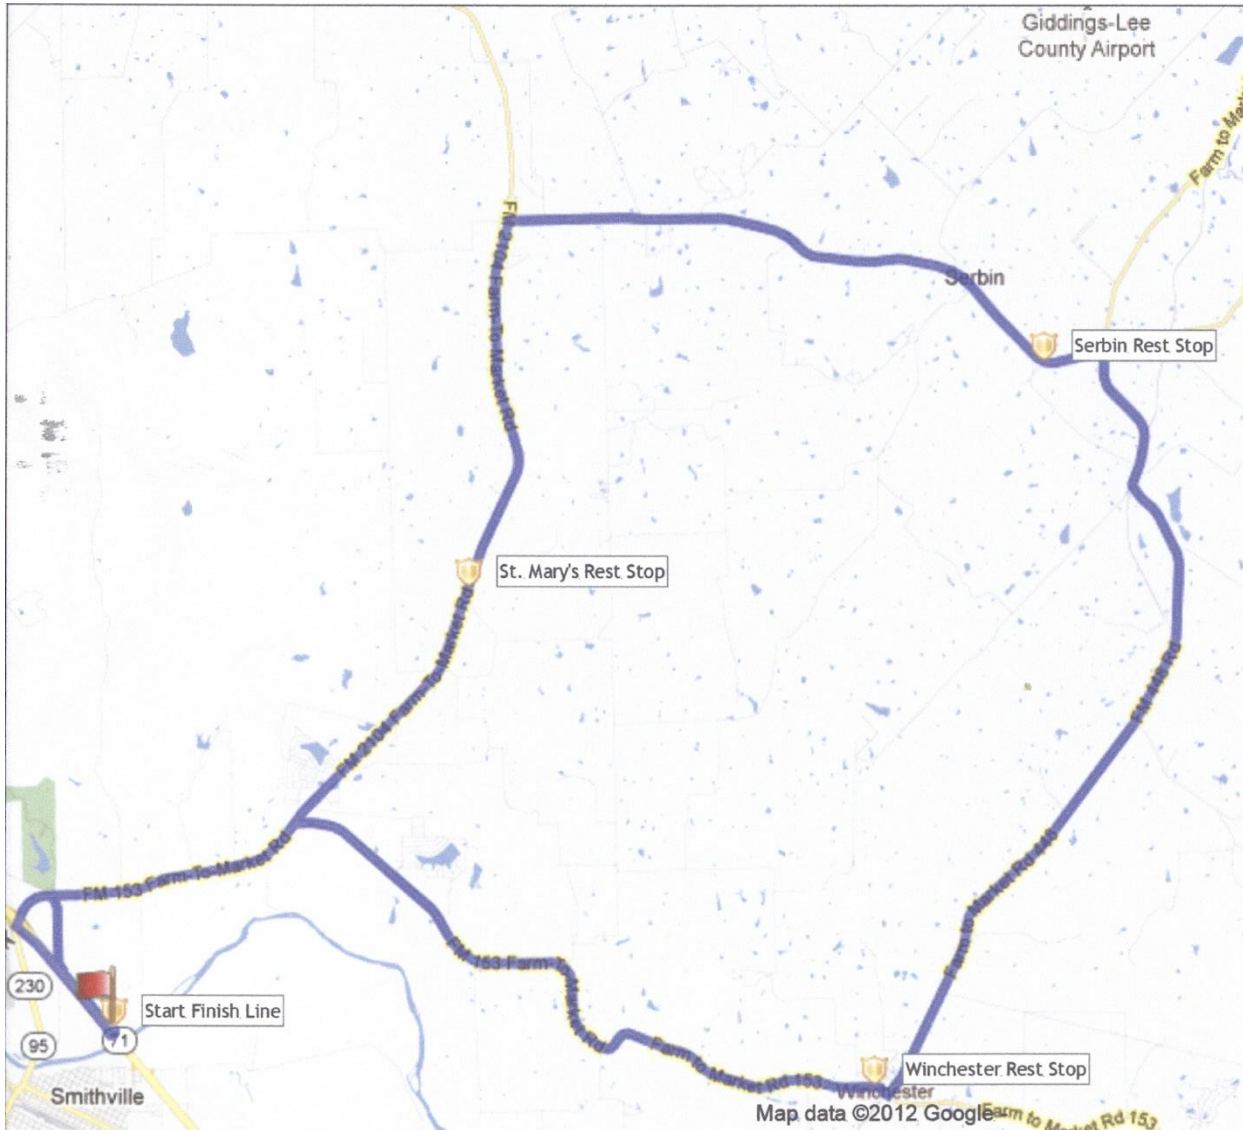 Giddings-Lee
County Airport
Farm to Mark
FM 2104 Farm-To-Market Rd
Serbin
Serbin Rest Stop
St. Mary's Rest Stop
FM 2104 Farm-To-Market Rd
FM 448 Rd
Farm to Market Rd 448
FM 153 Farm-To-Market Rd
FM 153 Farm-To-Market Rd
230
Start Finish Line
71
95
Farm to Market Rd 153
Winchester Rest Stop
Smithville
Winchester
Map data ©2012 Google
Farm to Market Rd 153